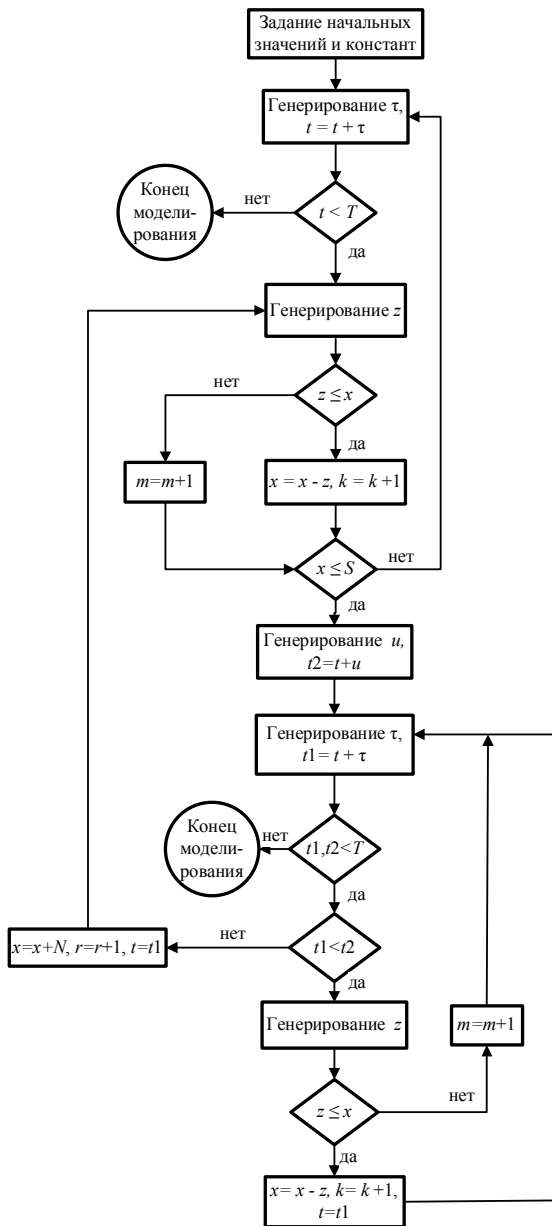 Задание начальных
значений и констант
Генерирование τ,
t = t + τ
Конец
модели-
рования
нет
t < T
да
Генерирование z
нет
z ≤ x
да
m=m+1
x = x - z, k = k +1
x ≤ S
нет
да
Генерирование u,
t2=t+u
Генерирование τ,
t1= t + τ
Конец
модели-
рования
нет
t1,t2<T
да
x=x+N, r=r+1, t=t1
нет
t1<t2
да
Генерирование z
m=m+1
z ≤ x
нет
да
x= x - z, k= k+1,
t=t1